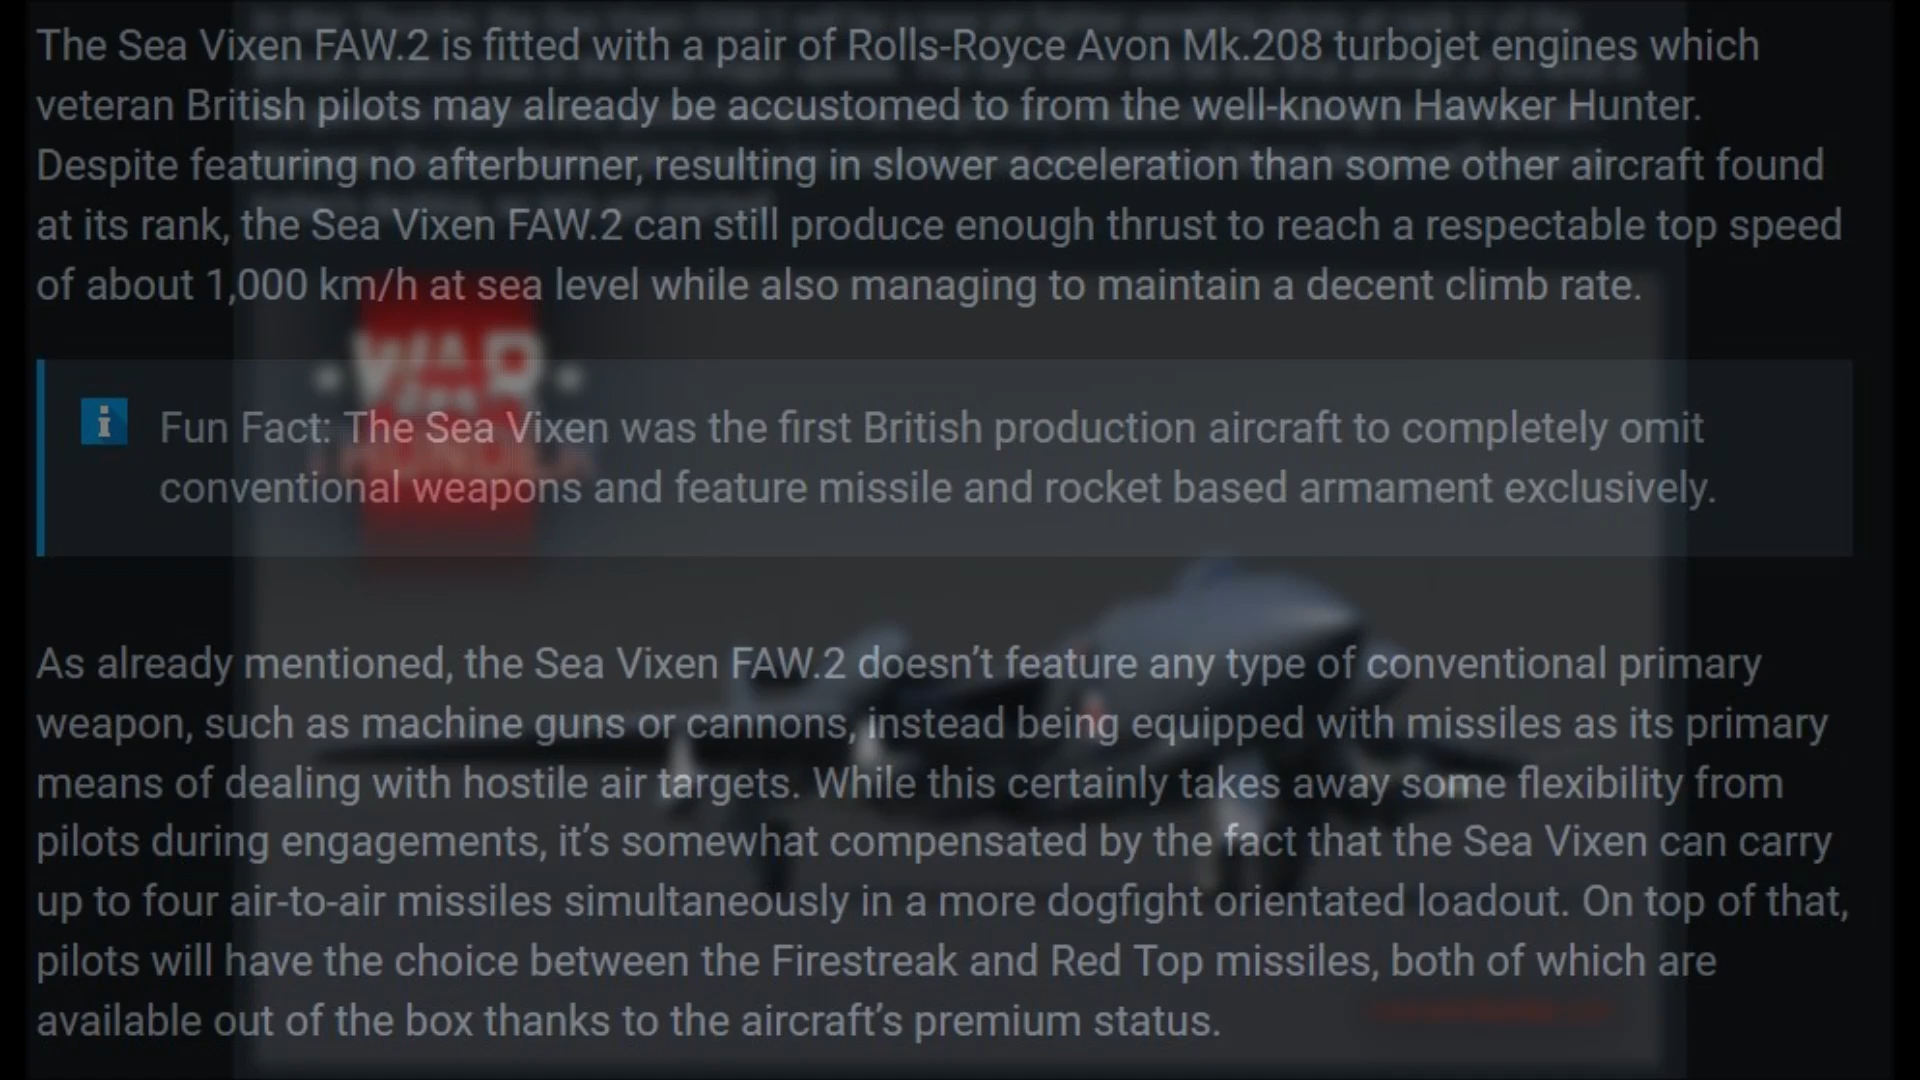 The Sea Vixen FAW.2 is fitted with a pair of Rolls-Royce Avon Mk.208 turbojet engines which
veteran British pilots may already be accustomed to from the well-known Hawker Hunter.
Despite featuring no afterburner, resulting in slower acceleration than some other aircraft found
at its rank, the Sea Vixen FAW.2 can still produce enough thrust to reach a respectable top speed
of about 1,000 km/h at sea level while also managing to maintain a decent climb rate.
WAR
THUNDER
Fun Fact: The Sea Vixen was the first British production aircraft to completely omit
conventional weapons and feature missile and rocket based armament exclusively.
As already mentioned, the Sea Vixen FAW.2 doesn’t feature any type of conventional primary
weapon, such as machine guns or cannons, instead being equipped with missiles as its primary
means of dealing with hostile air targets. While this certainly takes away some flexibility from
pilots during engagements, it’s somewhat compensated by the fact that the Sea Vixen can carry
up to four air-to-air missiles simultaneously in a more dogfight orientated loadout. On top of that,
pilots will have the choice between the Firestreak and Red Top missiles, both of which are
available out of the box thanks to the aircraft’s premium status.